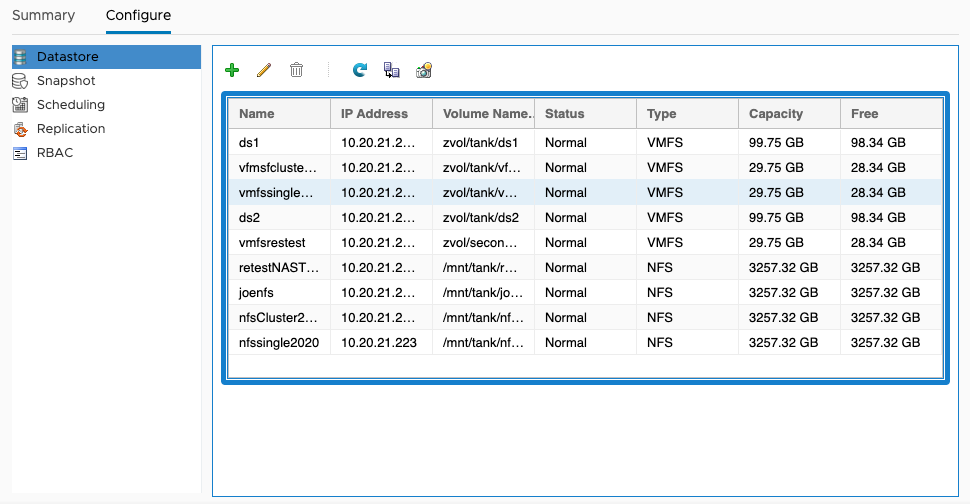 Summary Configure
Datastore
Snapshot
Scheduling
Replication
RBAC
Name IP Address Volume Name.. Status Type Capacity Free
ds1 10.20.21.2... zvol/tank/ds1 Normal VMFS 99.75 GB 98.34 GB
vfmsfcluste... 10.20.21.2... zvol/tank/vf... Normal VMFS 29.75 GB 28.34 GB
vmfssingle... 10.20.21.2... zvol/tank/v... Normal VMFS 29.75 GB 28.34 GB
ds2 10.20.21.2... zvol/tank/ds2 Normal VMFS 99.75 GB 98.34 GB
vmfsrestest 10.20.21.2... zvol/secon... Normal VMFS 29.75 GB 28.34 GB
retestNAST... 10.20.21.2... /mnt/tank/r... Normal NFS 3257.32 GB 3257.32 GB
joenfs 10.20.21.2... /mnt/tank/jo... Normal NFS 3257.32 GB 3257.32 GB
nfsCluster2... 10.20.21.2... /mnt/tank/nf... Normal NFS 3257.32 GB 3257.32 GB
nfssingle2020 10.20.21.223 /mnt/tank/nf... Normal NFS 3257.32 GB 3257.32 GB